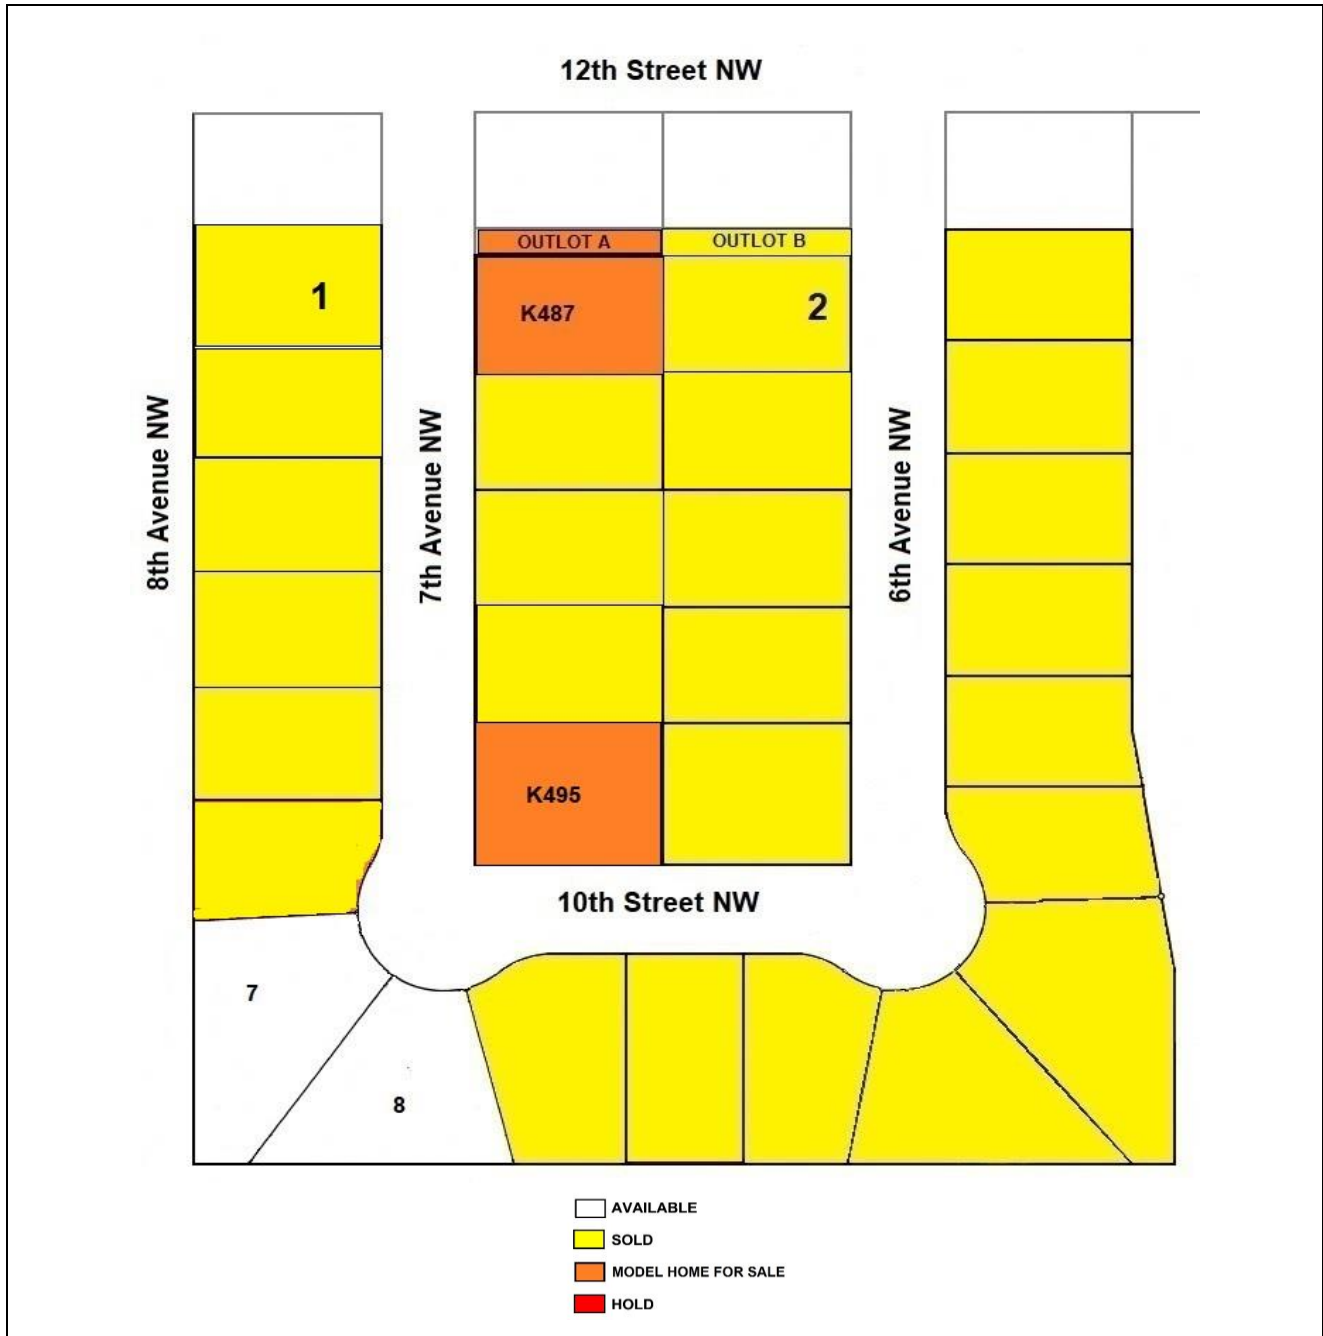 12th Street NW
OUTLOT A
OUTLOT B
1
K487
2
8th Avenue NW
7th Avenue NW
6th Avenue NW
K495
10th Street NW
7
8
AVAILABLE
SOLD
MODEL HOME FOR SALE
HOLD